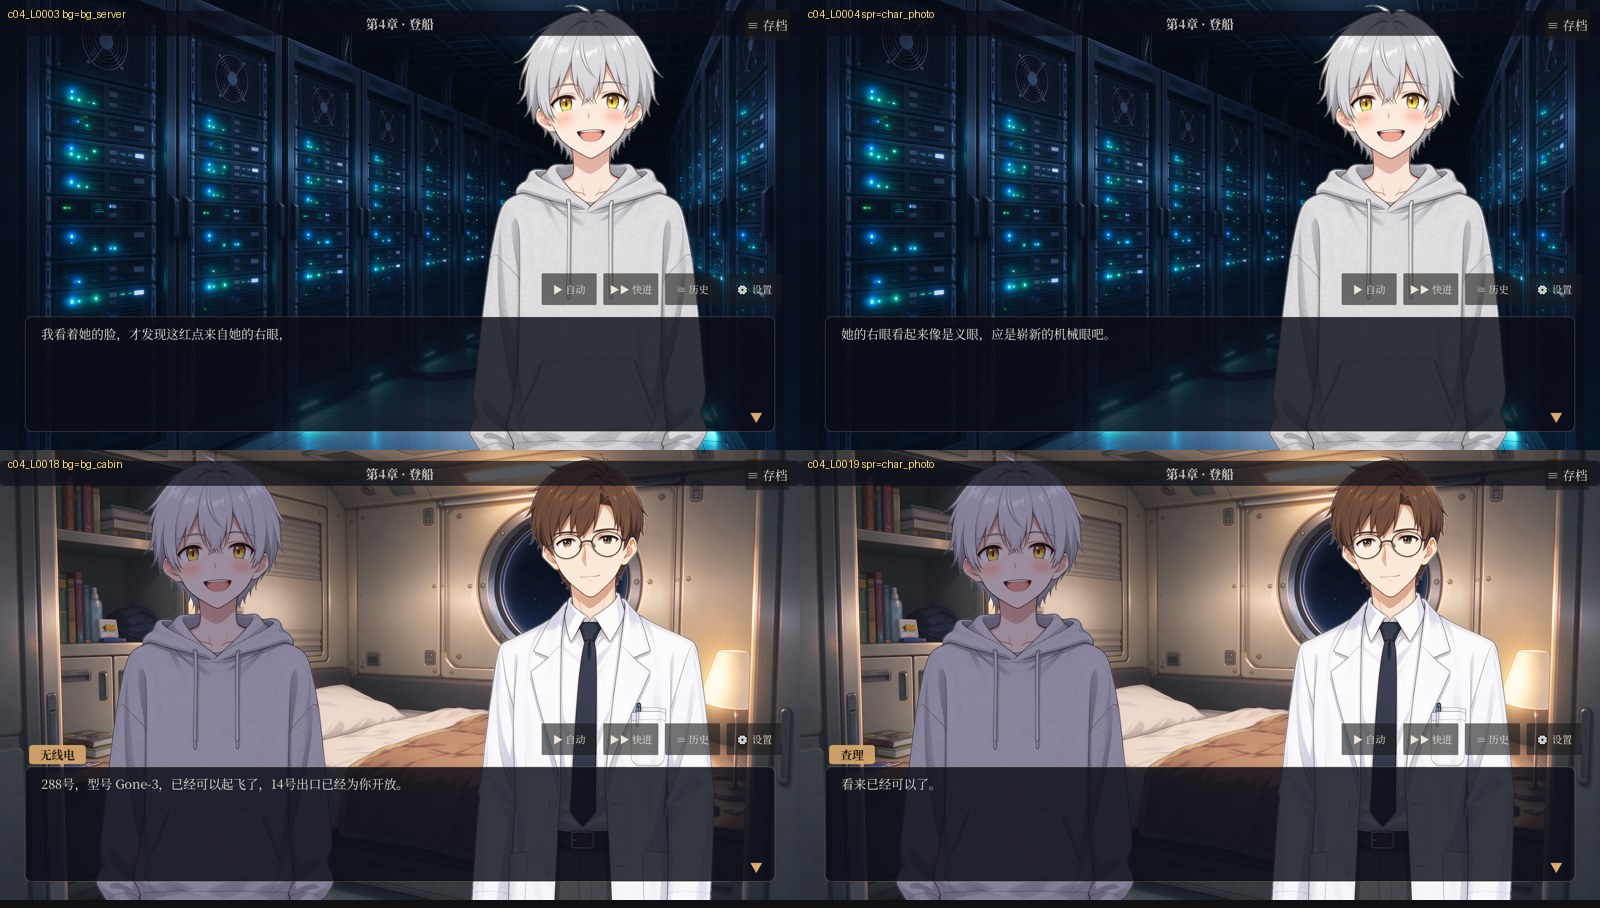 c04_L0003 bg=bg_server
第4章 · 登船
≡ 存档
▶ 自动
▶▶ 快进
≡ 历史
设置
我看着她的脸，才发现这红点来自她的右眼，
c04_L0004 spr=char_photo
第4章 · 登船
≡ 存档
▶ 自动
▶▶ 快进
≡ 历史
设置
她的右眼看起来像是义眼，应是崭新的机械眼吧。
c04_L0018 bg=bg_cabin
第4章 · 登船
≡ 存档
▶ 自动
▶▶ 快进
≡ 历史
设置
无线电
288号，型号 Gone-3，已经可以起飞了，14号出口已经为你开放。
c04_L0019 spr=char_photo
第4章 · 登船
≡ 存档
▶ 自动
▶▶ 快进
≡ 历史
设置
查理
看来已经可以了。